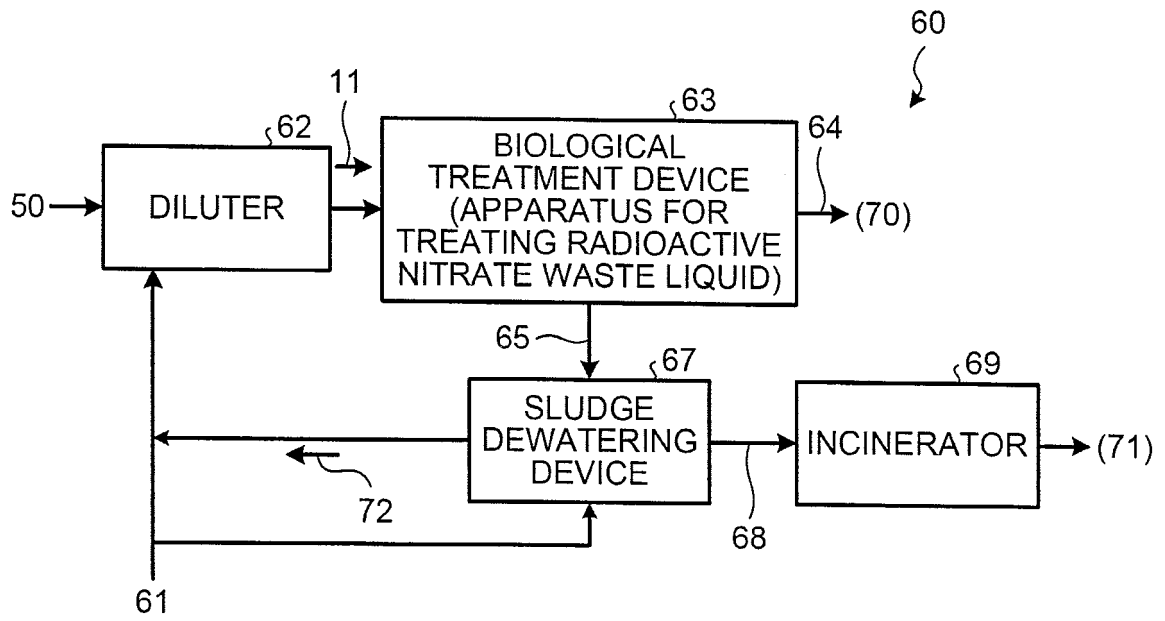 60
11
62
63
64
50
DILUTER
BIOLOGICAL
TREATMENT DEVICE
(APPARATUS FOR
TREATING RADIOACTIVE
NITRATE WASTE LIQUID)
(70)
65
67
69
SLUDGE
DEWATERING
DEVICE
INCINERATOR
(71)
72
68
61